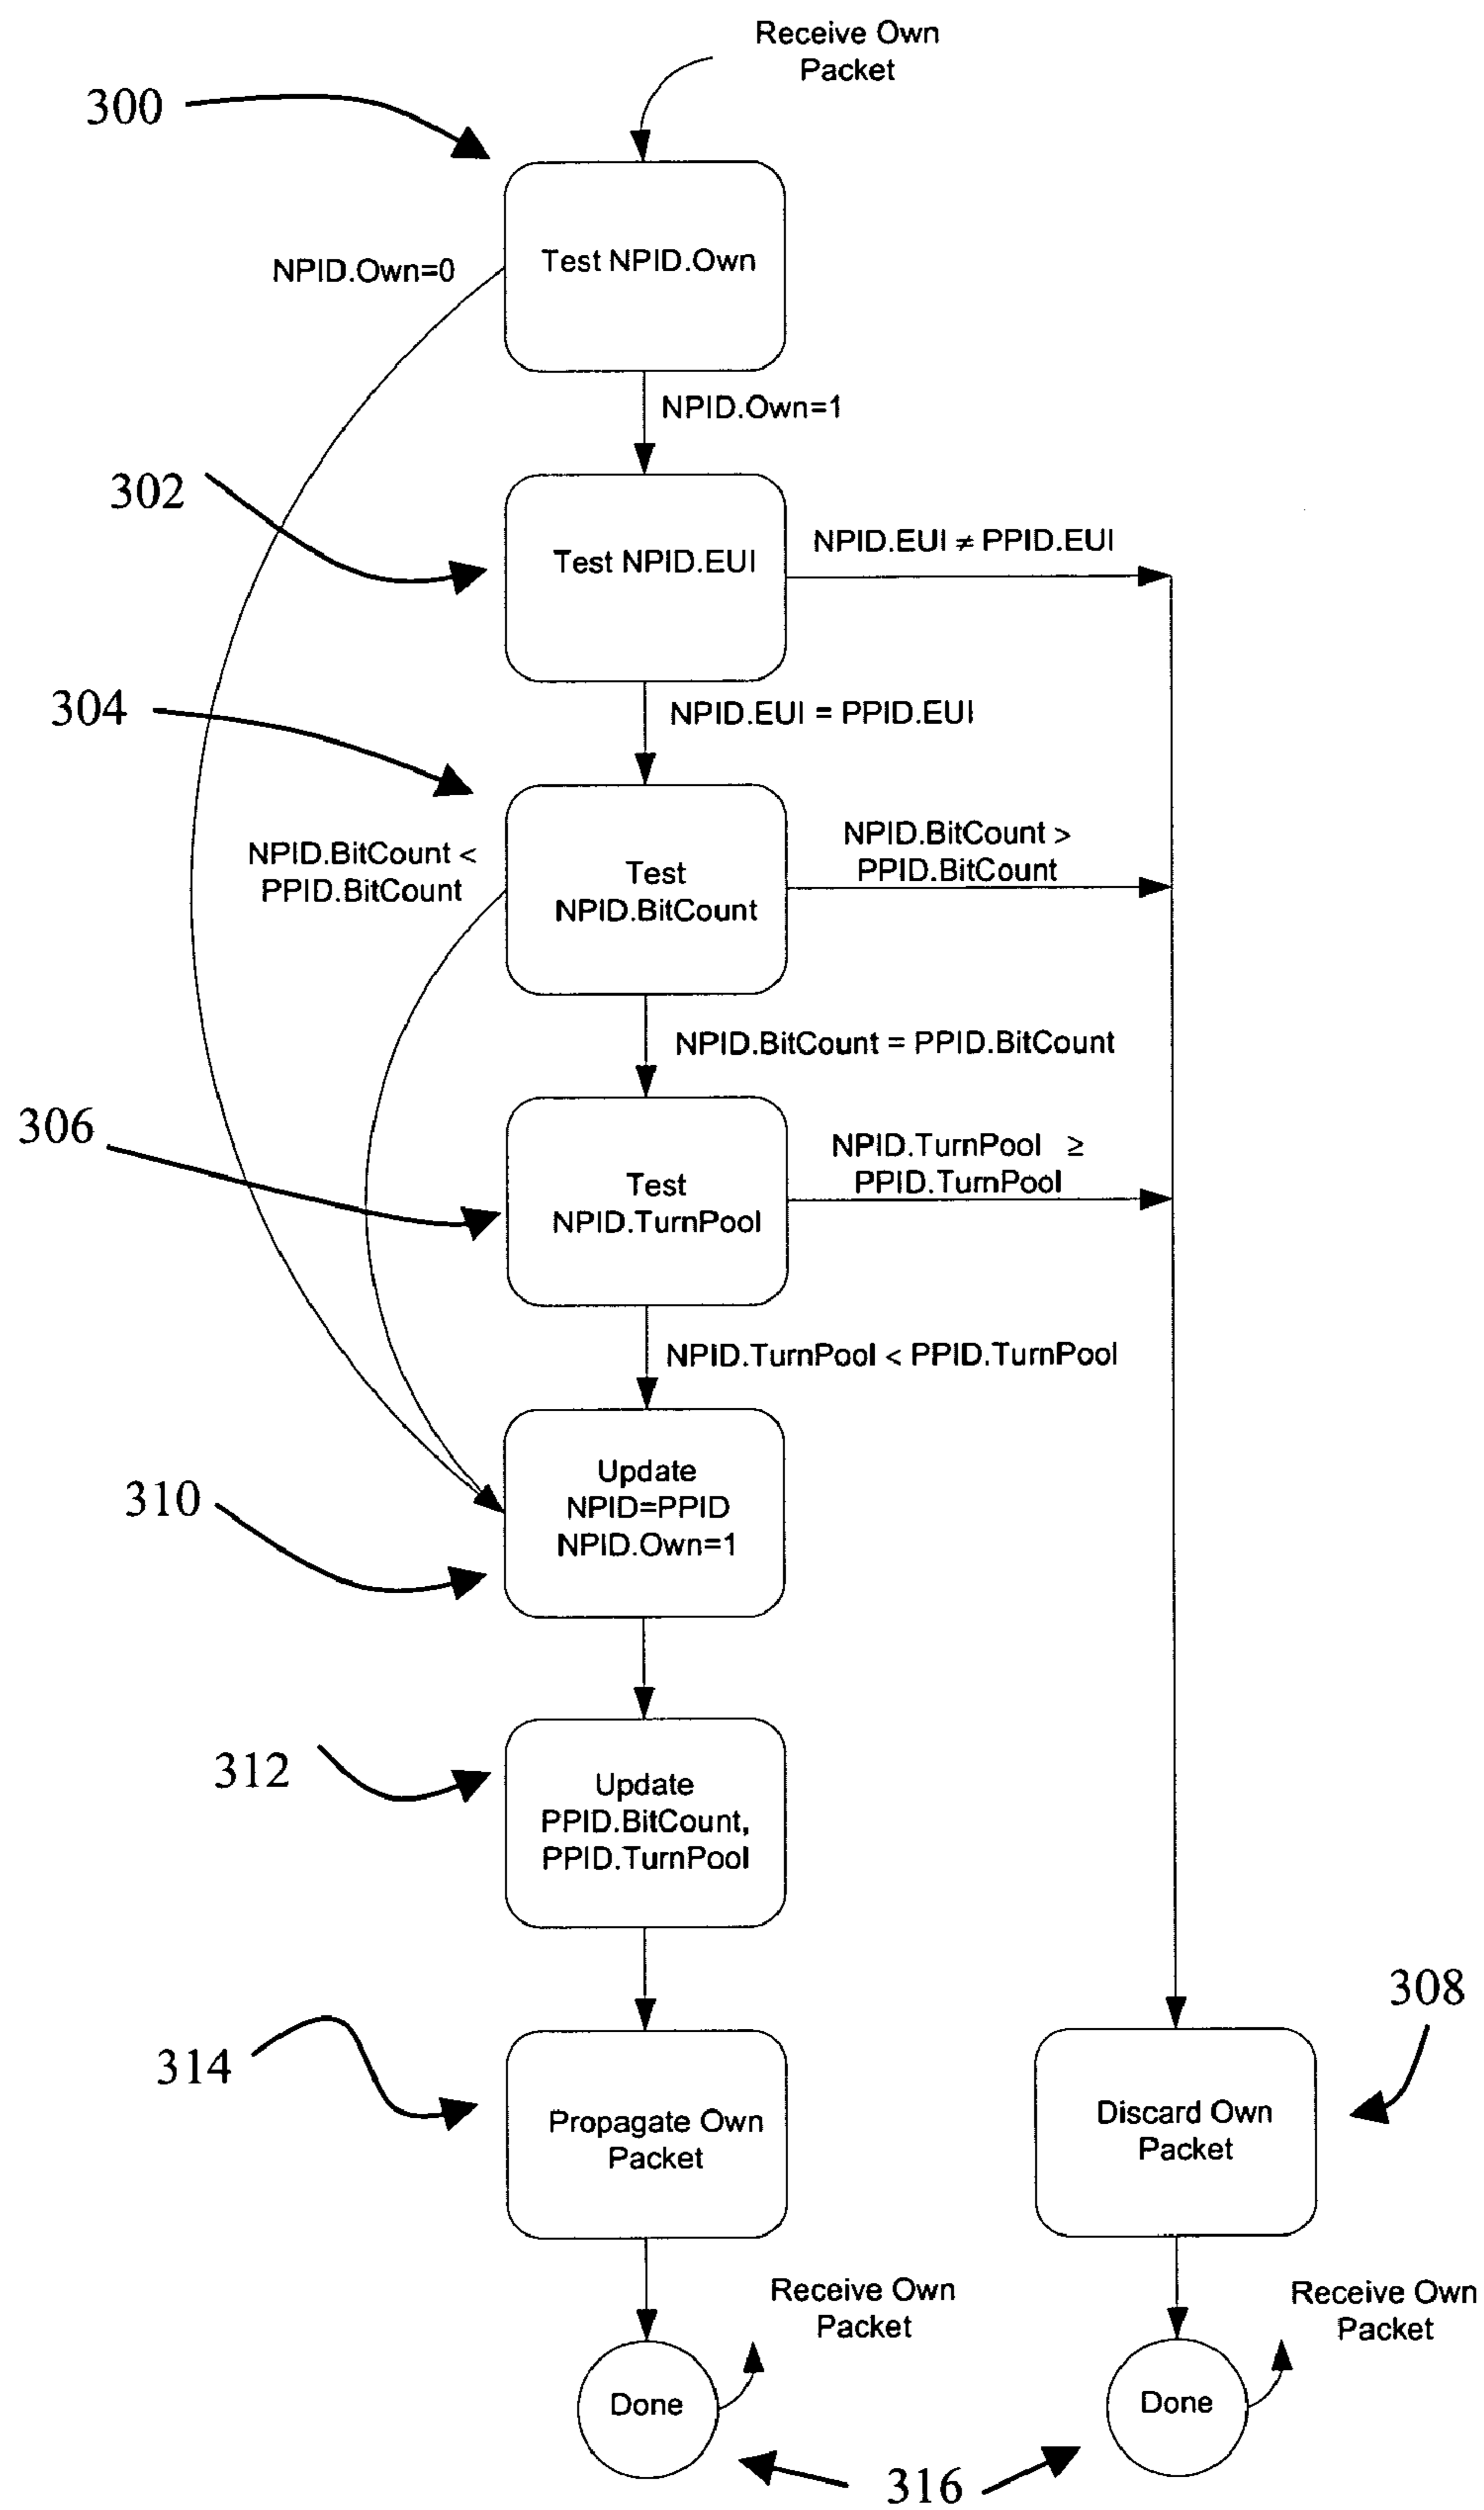 Receive Own
Packet
300
Test NPID.Own
NPID.Own=0
NPID.Own=1
302
Test NPID.EUI
NPID.EUI ≠ PPID.EUI
304
NPID.EUI = PPID.EUI
NPID.BitCount <
PPID.BitCount
Test
NPID.BitCount
NPID.BitCount >
PPID.BitCount
NPID.BitCount = PPID.BitCount
306
Test
NPID.TurnPool
NPID.TurnPool ≥
PPID.TurnPool
NPID.TurnPool < PPID.TurnPool
310
Update
NPID=PPID
NPID.Own=1
312
Update
PPID.BitCount,
PPID.TurnPool
308
314
Propagate Own
Packet
Discard Own
Packet
Receive Own
Packet
Receive Own
Packet
Done
Done
316